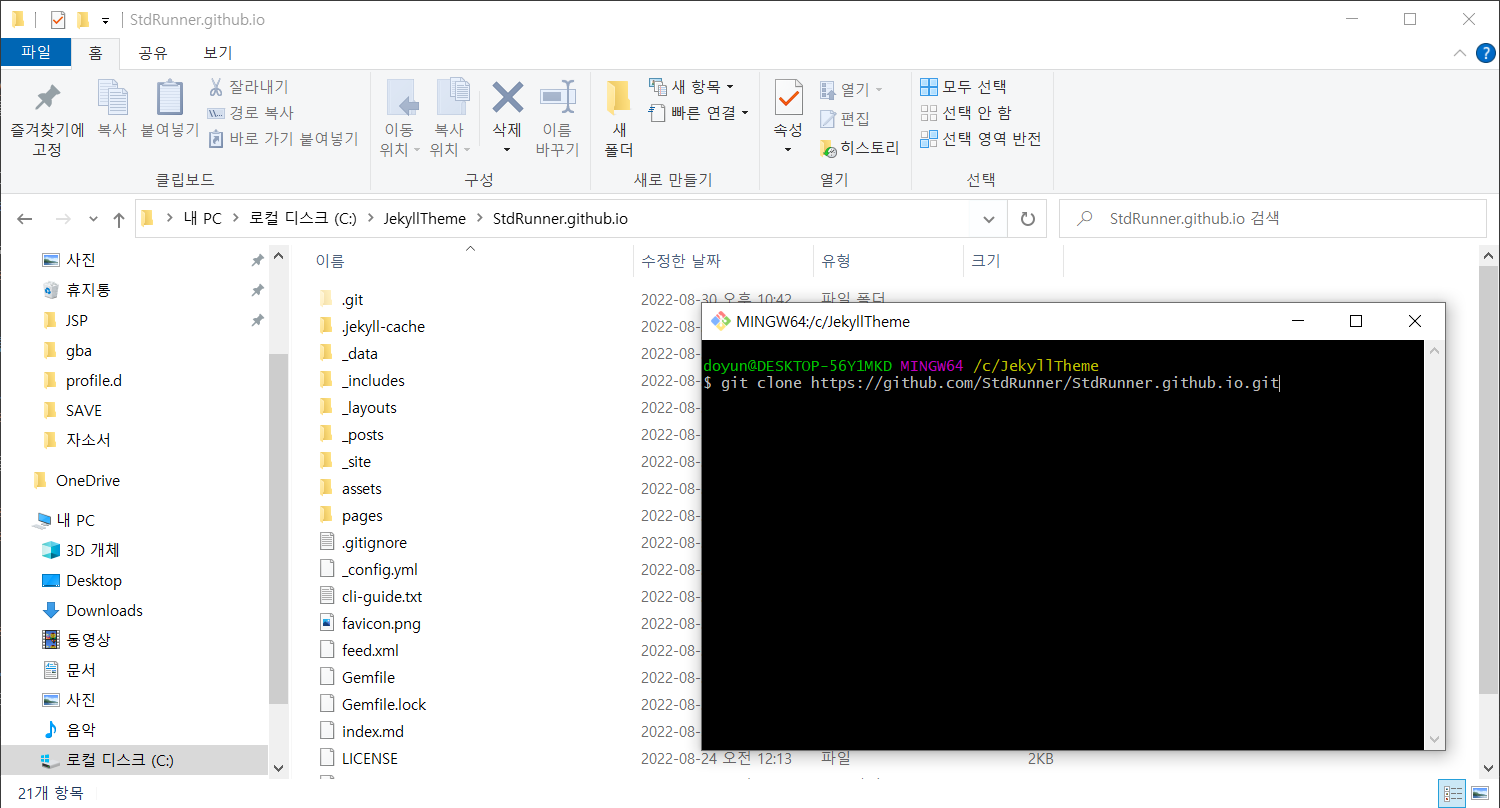 StdRunner.github.io
파일 홈 공유 보기
즐겨찾기에 고정
복사
붙여넣기
잘라내기
경로 복사
바로 가기 붙여넣기
클립보드
이동 위치
복사 위치
삭제
이름 바꾸기
구성
새 폴더
새 항목
빠른 연결
새로 만들기
속성
열기
편집
히스토리
열기
모두 선택
선택 안 함
선택 영역 반전
선택
내 PC > 로컬 디스크 (C:) > JekyllTheme > StdRunner.github.io
StdRunner.github.io 검색
사진
휴지통
JSP
gba
profile.d
SAVE
자소서
OneDrive
내 PC
3D 개체
Desktop
Downloads
동영상
문서
사진
음악
로컬 디스크 (C:)
이름 수정한 날짜 유형 크기
.git 2022-08-30 오후 10:42 파일 폴더
.jekyll-cache 2022-08-
_data 2022-08-
_includes 2022-08-
_layouts 2022-08-
_posts 2022-08-
_site 2022-08-
assets 2022-08-
pages 2022-08-
.gitignore 2022-08-
_config.yml 2022-08-
cli-guide.txt 2022-08-
favicon.png 2022-08-
feed.xml 2022-08-
Gemfile 2022-08-
Gemfile.lock 2022-08-
index.md 2022-08-
LICENSE 2022-08-24 오전 12:13 파일 2KB
MINGW64:/c/JekyllTheme
doyun@DESKTOP-56Y1MKD MINGW64 /c/JekyllTheme
$ git clone https://github.com/StdRunner/StdRunner.github.io.git
21개 항목